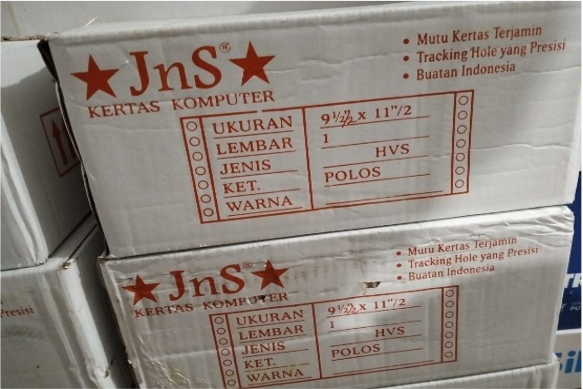 JnS®
KERTAS KOMPUTER
• Mutu Kertas Terjamin
• Tracking Hole yang Presisi
• Buatan Indonesia
UKURAN 9½ x 11"/2
LEMBAR 1
JENIS HVS
KET. POLOS
WARNA
JnS®
KERTAS KOMPUTER
• Mutu Kertas Terjamin
• Tracking Hole yang Presisi
• Buatan Indonesia
UKURAN 9½ x 11"/2
LEMBAR 1
JENIS HVS
KET. POLOS
WARNA
Presisi